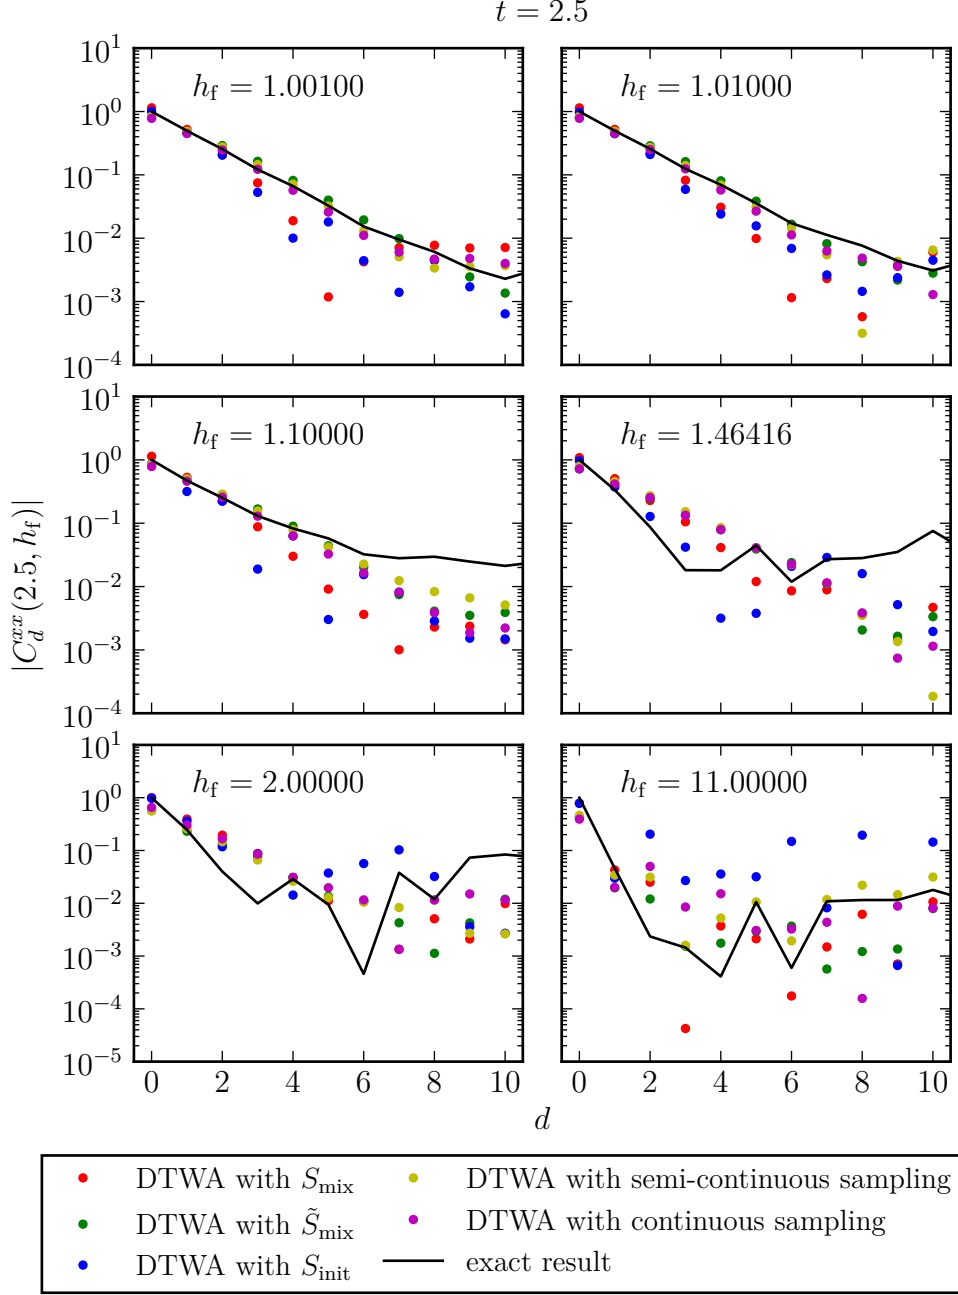 t = 2.5
h_f = 1.00100
h_f = 1.01000
10^1
10^0
10^-1
10^-2
10^-3
10^-4
h_f = 1.10000
h_f = 1.46416
10^1
10^0
10^-1
10^-2
10^-3
10^-4
|C_d^{xx}(2.5, h_f)|
h_f = 2.00000
h_f = 11.00000
10^1
10^0
10^-1
10^-2
10^-3
10^-4
10^-5
0 2 4 6 8 10 0 2 4 6 8 10
d
DTWA with S_mix
DTWA with S̃_mix
DTWA with S_init
DTWA with semi-continuous sampling
DTWA with continuous sampling
exact result